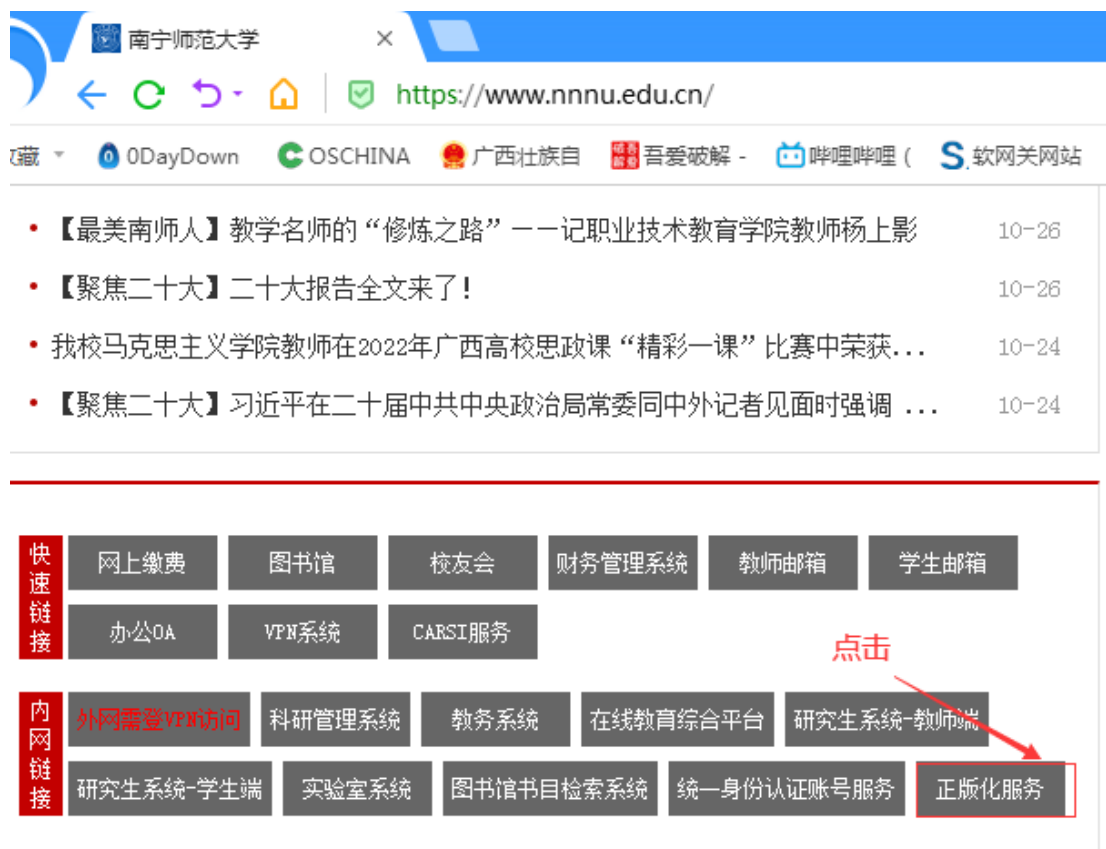 南宁师范大学 ×
https://www.nnnu.edu.cn/
藏 0DayDown OSCHINA 广西壮族自 吾爱破解 - 哔哩哔哩 ( 软网关网站
• 【最美南师人】教学名师的“修炼之路”——记职业技术教育学院教师杨上影 10-26
• 【聚焦二十大】二十大报告全文来了! 10-26
• 我校马克思主义学院教师在2022年广西高校思政课“精彩一课”比赛中荣获... 10-24
• 【聚焦二十大】习近平在二十届中共中央政治局常委同中外记者见面时强调 ... 10-24
快速链接
网上缴费 图书馆 校友会 财务管理系统 教师邮箱 学生邮箱
办公OA VPN系统 CARSI服务
点击
内网链接
外网需登VPN访问 科研管理系统 教务系统 在线教育综合平台 研究生系统-教师端
研究生系统-学生端 实验室系统 图书馆书目检索系统 统一身份认证账号服务 正版化服务